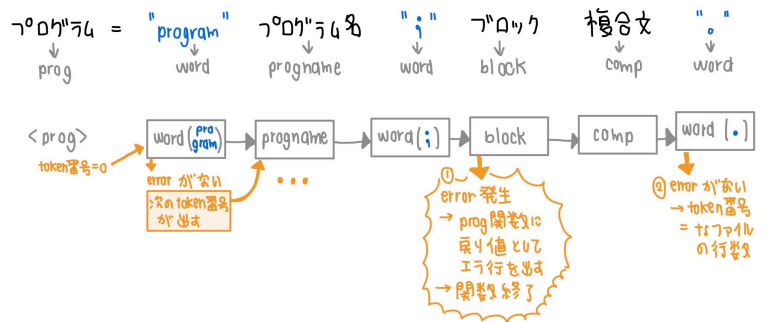 プログラム = "program" プログラム名 ";" ブロック 複合文 "."
prog word progname word block comp word
<prog> word(program) progname word(;) block comp word (.)
token番号=0
error がない
次のtoken番号
が出す
...
①
error 発生
→ prog関数に
戻り値として
エラ行を出す
→ 関数終了
② error がない
→ token番号
= なファイル
の行数